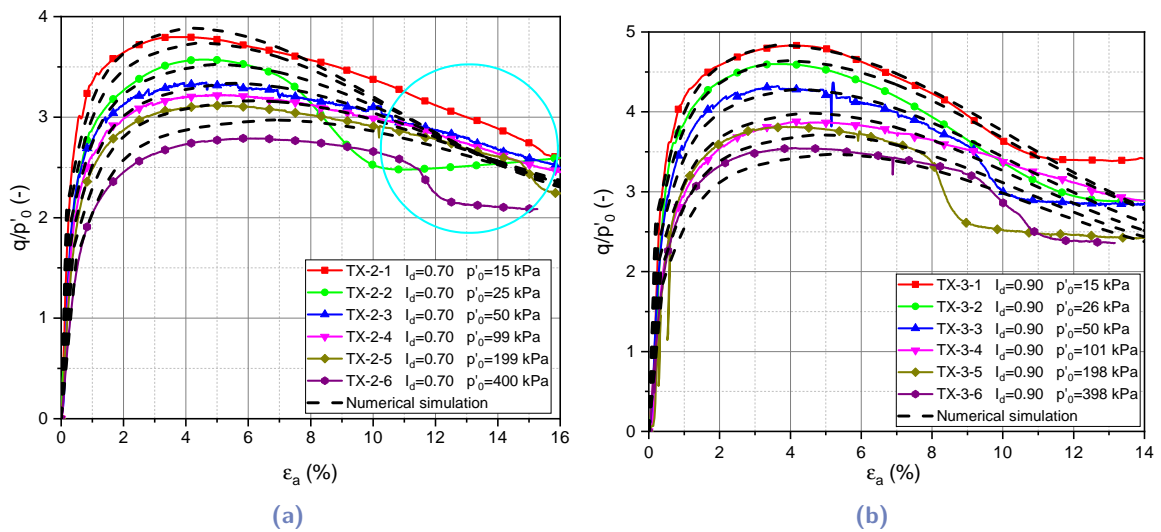 4
3
2
1
0
q/p'0 (-)
0 2 4 6 8 10 12 14 16
εa (%)
TX-2-1 Id=0.70 p'0=15 kPa
TX-2-2 Id=0.70 p'0=25 kPa
TX-2-3 Id=0.70 p'0=50 kPa
TX-2-4 Id=0.70 p'0=99 kPa
TX-2-5 Id=0.70 p'0=199 kPa
TX-2-6 Id=0.70 p'0=400 kPa
Numerical simulation
(a)
5
4
3
2
1
0
q/p'0 (-)
0 2 4 6 8 10 12 14
εa (%)
TX-3-1 Id=0.90 p'0=15 kPa
TX-3-2 Id=0.90 p'0=26 kPa
TX-3-3 Id=0.90 p'0=50 kPa
TX-3-4 Id=0.90 p'0=101 kPa
TX-3-5 Id=0.90 p'0=198 kPa
TX-3-6 Id=0.90 p'0=398 kPa
Numerical simulation
(b)